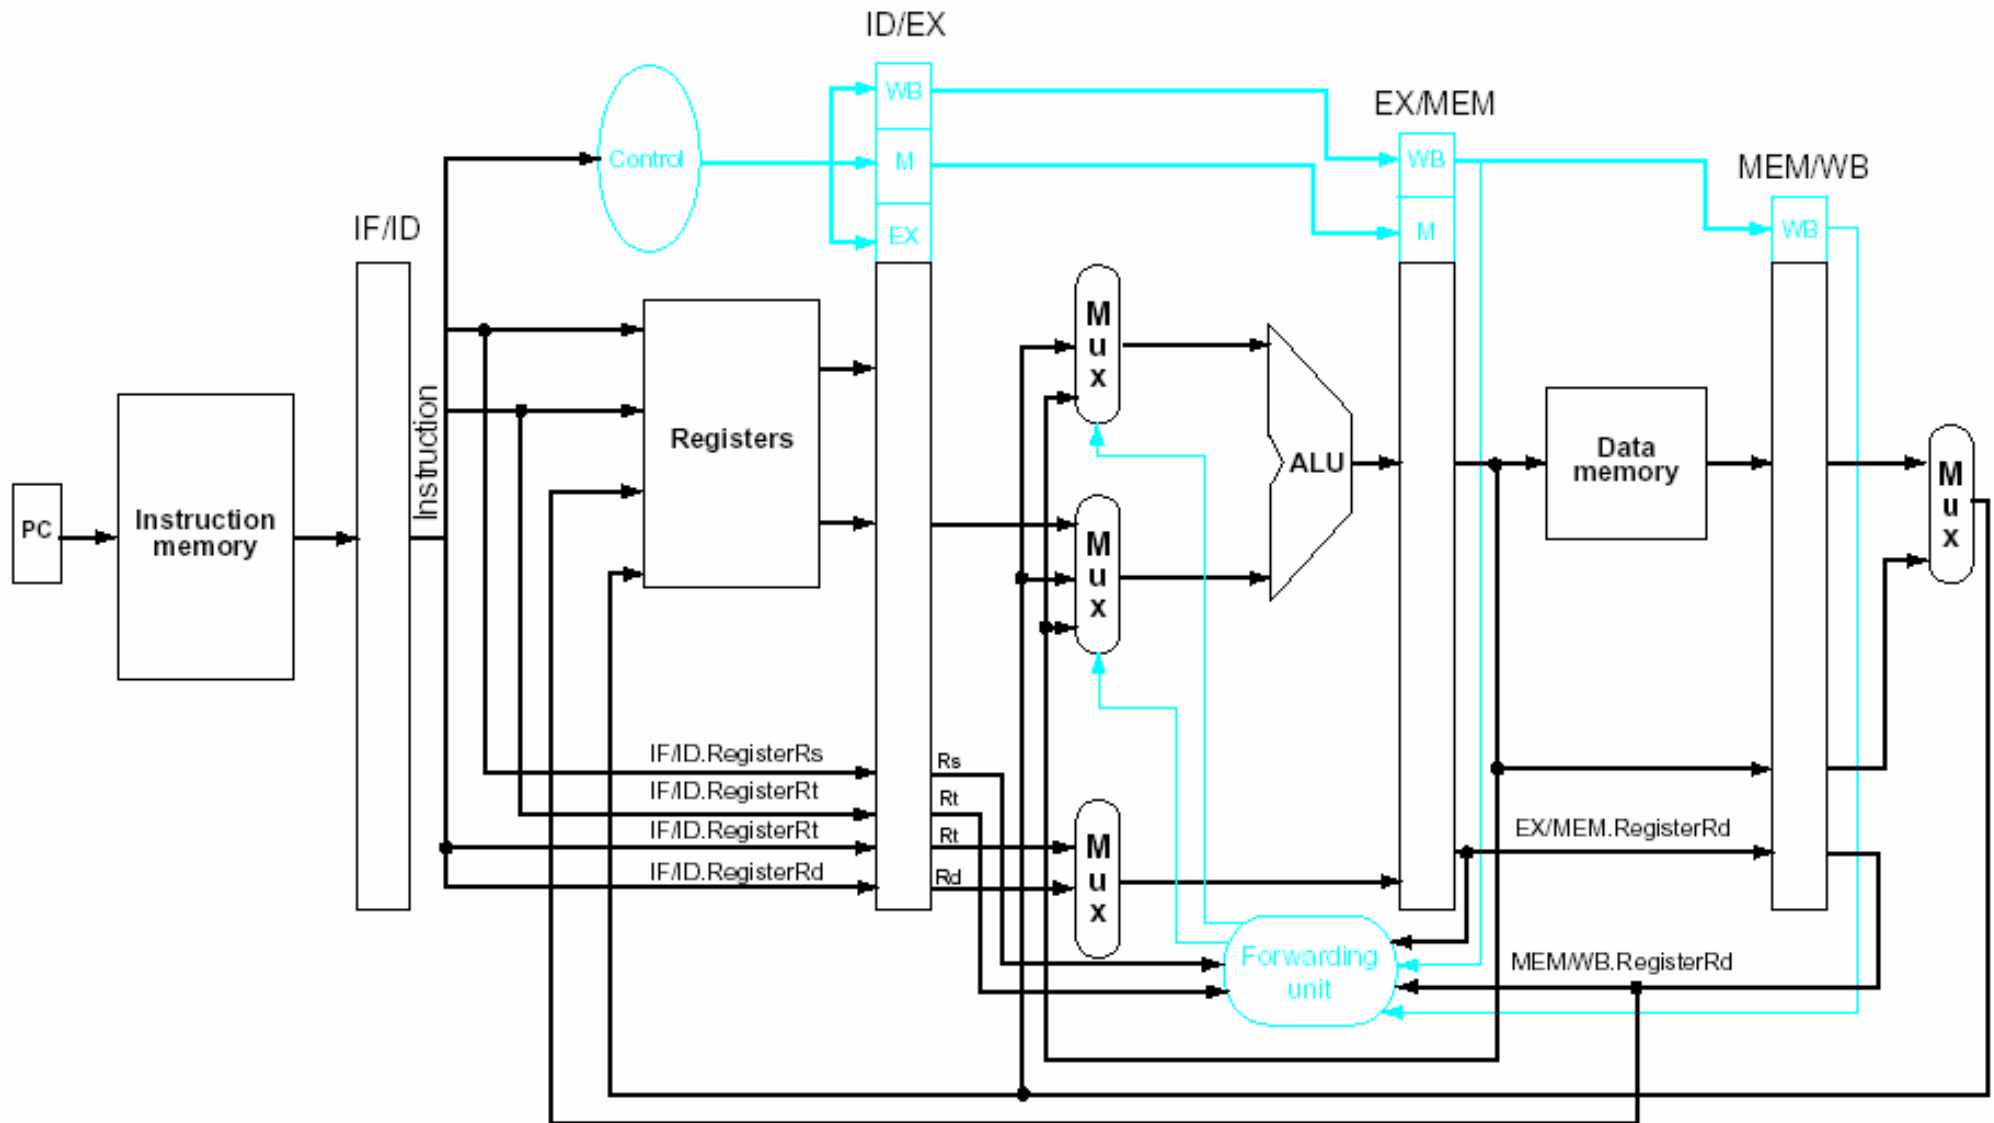 ID/EX
WB
EX/MEM
Control
M
WB
MEM/WB
IF/ID
EX
M
WB
M
u
x
Instruction
Registers
ALU
Data
memory
M
u
x
PC
Instruction
memory
M
u
x
IF/ID.RegisterRs
Rs
IF/ID.RegisterRt
Rt
IF/ID.RegisterRt
Rt
IF/ID.RegisterRd
Rd
M
u
x
EX/MEM.RegisterRd
Forwarding
unit
MEM/WB.RegisterRd